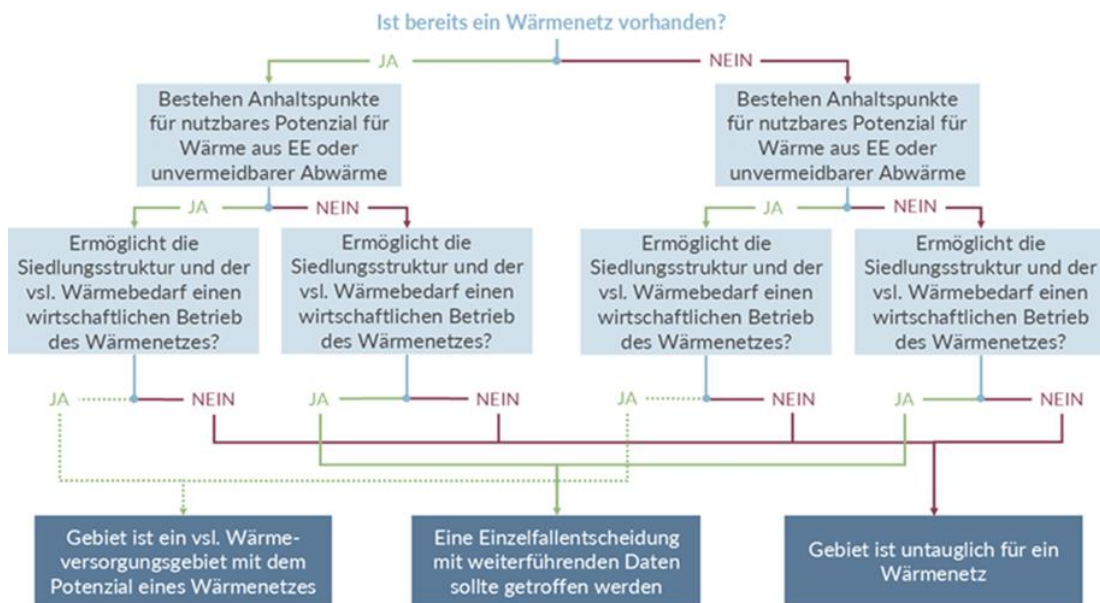 Ist bereits ein Wärmenetz vorhanden?
JA
NEIN
Bestehen Anhaltspunkte
für nutzbares Potenzial für
Wärme aus EE oder
unvermeidbarer Abwärme
Bestehen Anhaltspunkte
für nutzbares Potenzial für
Wärme aus EE oder
unvermeidbarer Abwärme
JA
NEIN
JA
NEIN
Ermöglicht die
Siedlungsstruktur und der
vsl. Wärmebedarf einen
wirtschaftlichen Betrieb
des Wärmenetzes?
Ermöglicht die
Siedlungsstruktur und der
vsl. Wärmebedarf einen
wirtschaftlichen Betrieb
des Wärmenetzes?
Ermöglicht die
Siedlungsstruktur und der
vsl. Wärmebedarf einen
wirtschaftlichen Betrieb
des Wärmenetzes?
Ermöglicht die
Siedlungsstruktur und der
vsl. Wärmebedarf einen
wirtschaftlichen Betrieb
des Wärmenetzes?
JA
NEIN
JA
NEIN
JA
NEIN
JA
NEIN
Gebiet ist ein vsl. Wärme-
versorgungsgebiet mit dem
Potenzial eines Wärmenetzes
Eine Einzelfallentscheidung
mit weiterführenden Daten
sollte getroffen werden
Gebiet ist untauglich für ein
Wärmenetz